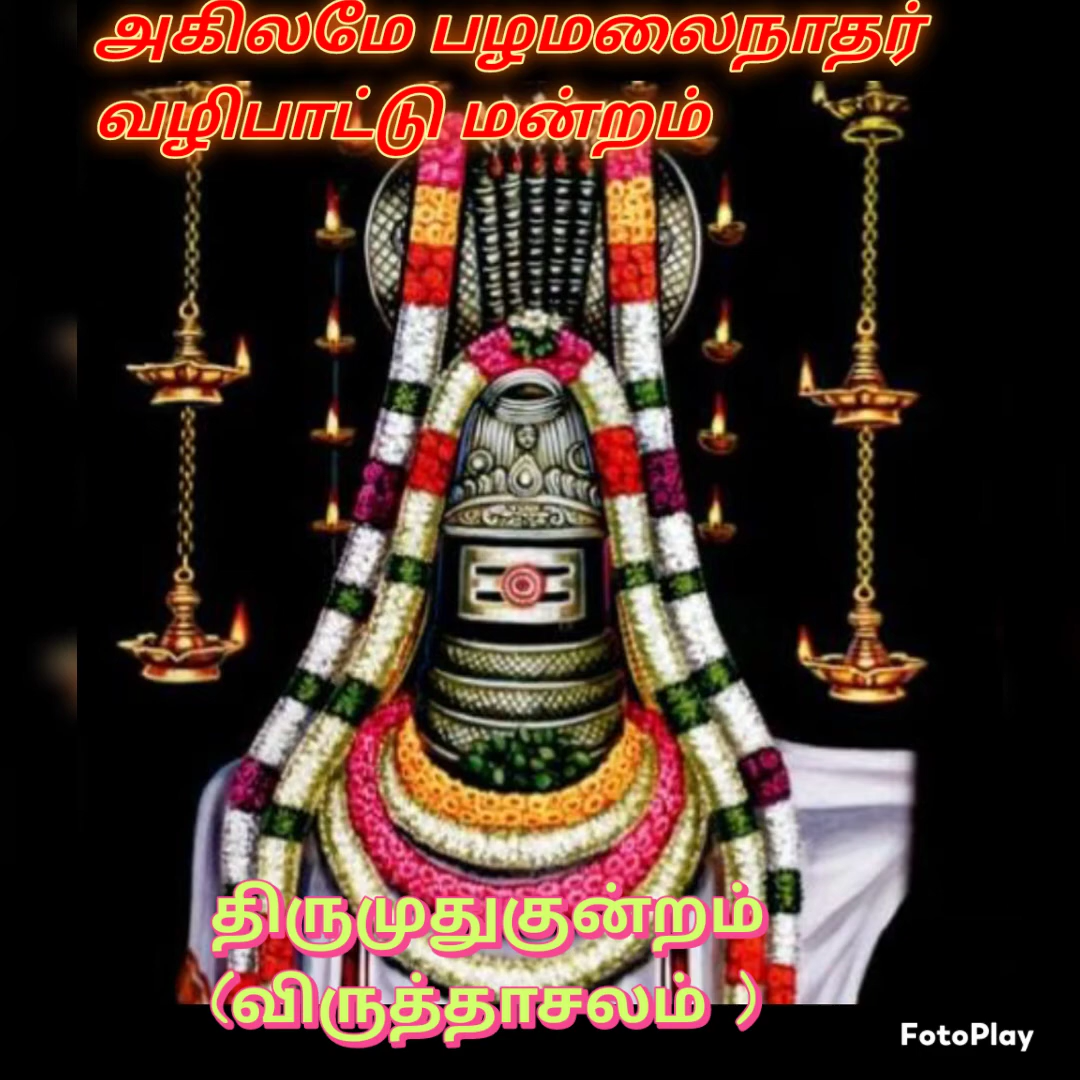 அகிலமே பழமலைநாதர்
வழிபாட்டு மன்றம்
திருமுதுகுன்றம்
(விருத்தாசலம் )
FotoPlay